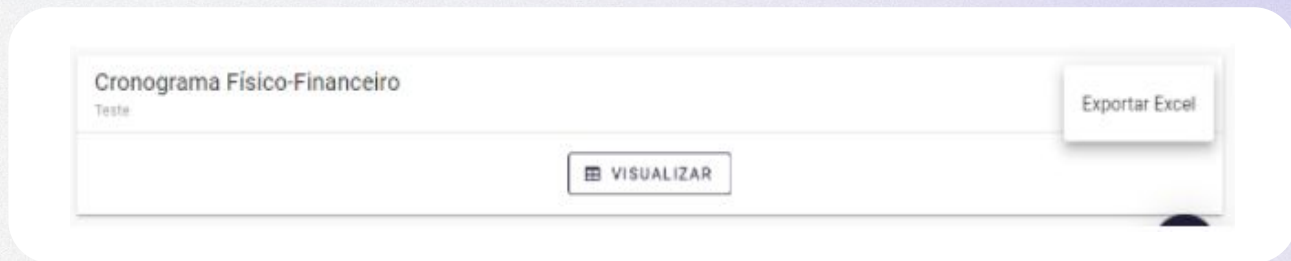 Cronograma Físico-Financeiro
Teste
Exportar Excel
VISUALIZAR